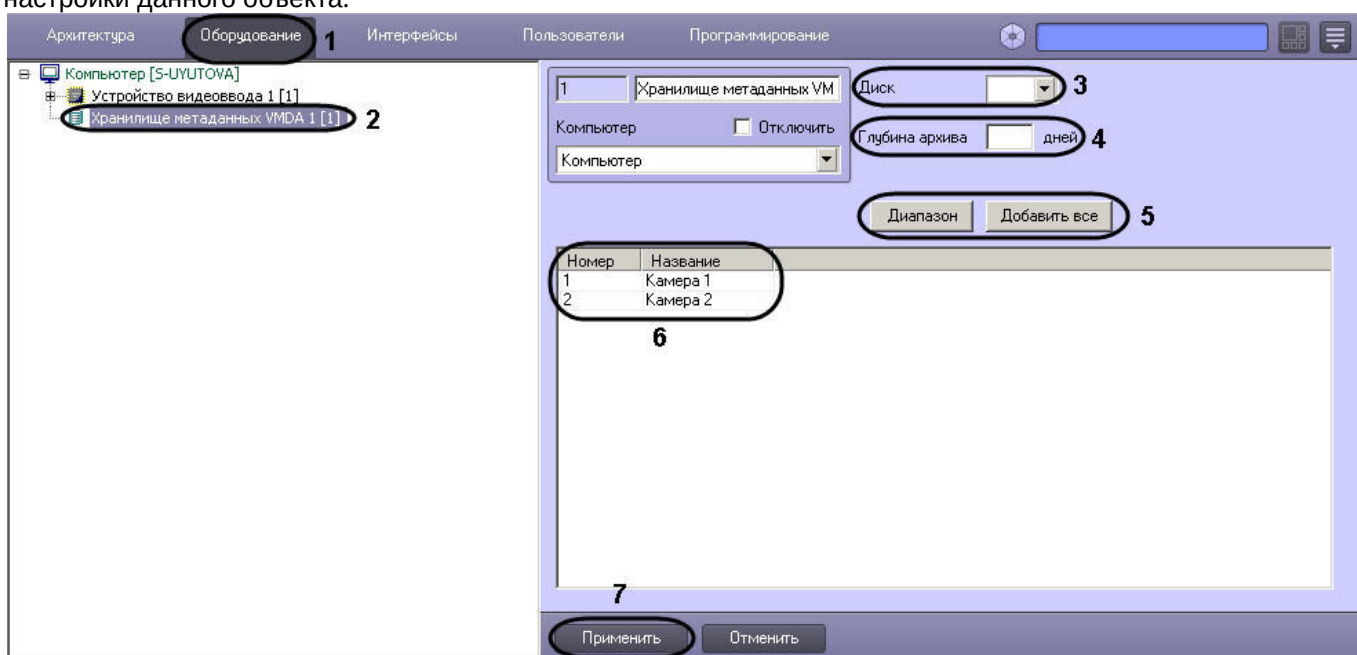 настройки данного объекта.
Архитектура Оборудование 1 Интерфейсы Пользователи Программирование
Компьютер [S-UYUTOVA]
Устройство видеоввода 1 [1]
Хранилище метаданных VMDA 1 [1] 2
1 Хранилище метаданных VM
Диск 3
Компьютер Отключить
Глубина архива дней 4
Компьютер
Диапазон Добавить все 5
Номер Название
1 Камера 1
2 Камера 2
6
7
Применить Отменить